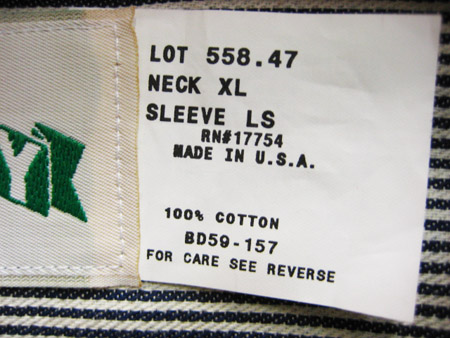 LOT 558.47
NECK XL
SLEEVE LS
RN#17754
MADE IN U.S.A.
100% COTTON
BD59-157
FOR CARE SEE REVERSE
Y